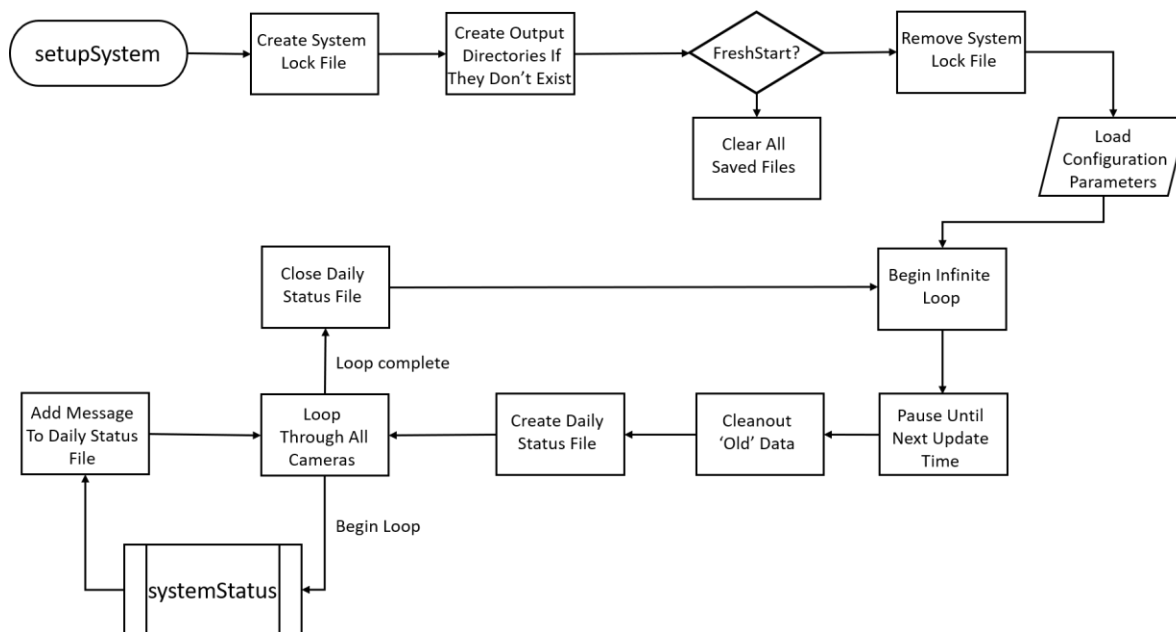 setupSystem
Create System
Lock File
Create Output
Directories If
They Don't Exist
FreshStart?
Remove System
Lock File
Clear All
Saved Files
Load
Configuration
Parameters
Close Daily
Status File
Begin Infinite
Loop
Loop complete
Add Message
To Daily Status
File
Loop
Through All
Cameras
Create Daily
Status File
Cleanout
‘Old’ Data
Pause Until
Next Update
Time
Begin Loop
systemStatus